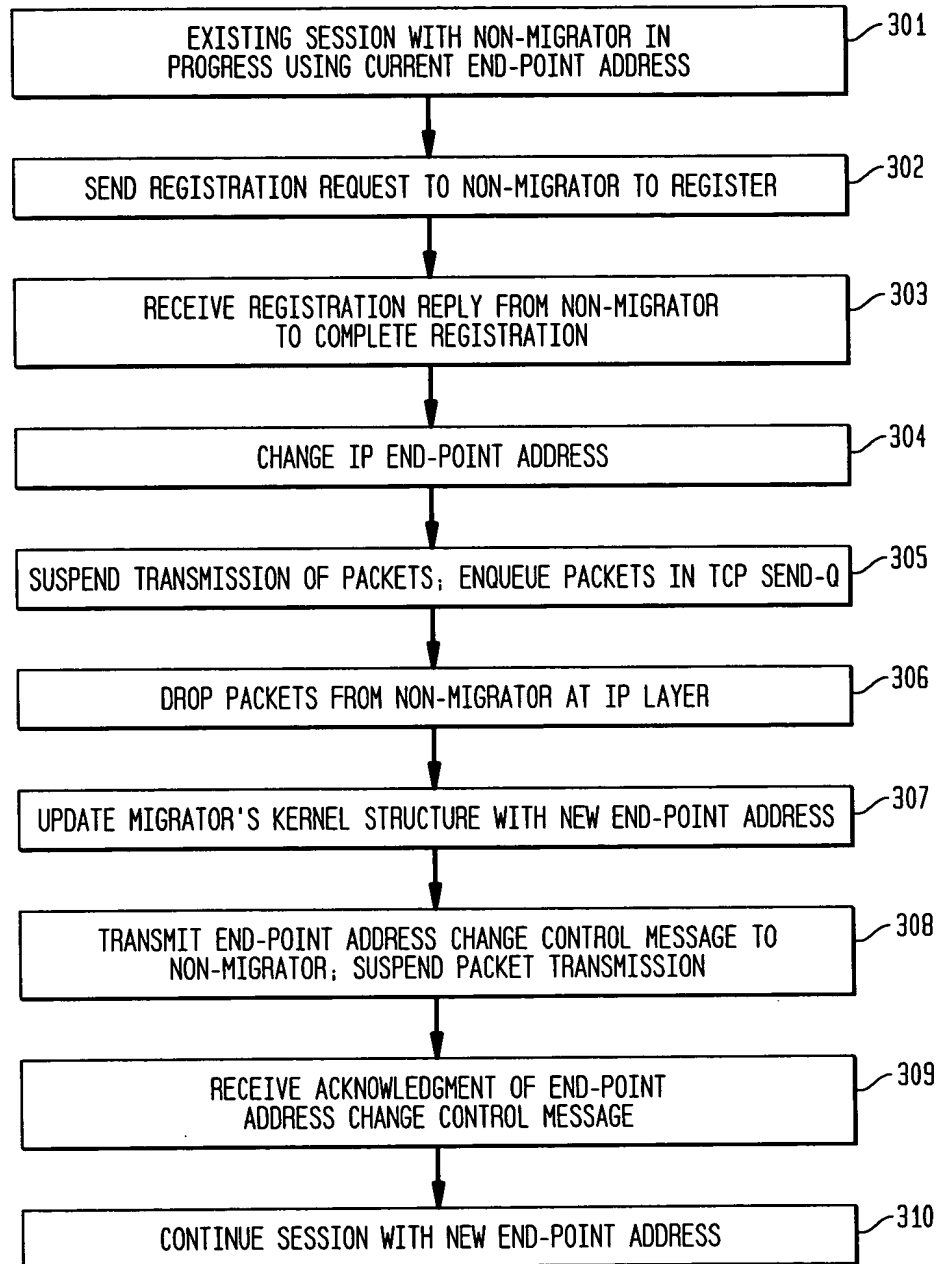 EXISTING SESSION WITH NON-MIGRATOR IN
PROGRESS USING CURRENT END-POINT ADDRESS
301
SEND REGISTRATION REQUEST TO NON-MIGRATOR TO REGISTER
302
RECEIVE REGISTRATION REPLY FROM NON-MIGRATOR
TO COMPLETE REGISTRATION
303
CHANGE IP END-POINT ADDRESS
304
SUSPEND TRANSMISSION OF PACKETS; ENQUEUE PACKETS IN TCP SEND-Q
305
DROP PACKETS FROM NON-MIGRATOR AT IP LAYER
306
UPDATE MIGRATOR'S KERNEL STRUCTURE WITH NEW END-POINT ADDRESS
307
TRANSMIT END-POINT ADDRESS CHANGE CONTROL MESSAGE TO
NON-MIGRATOR; SUSPEND PACKET TRANSMISSION
308
RECEIVE ACKNOWLEDGMENT OF END-POINT
ADDRESS CHANGE CONTROL MESSAGE
309
CONTINUE SESSION WITH NEW END-POINT ADDRESS
310